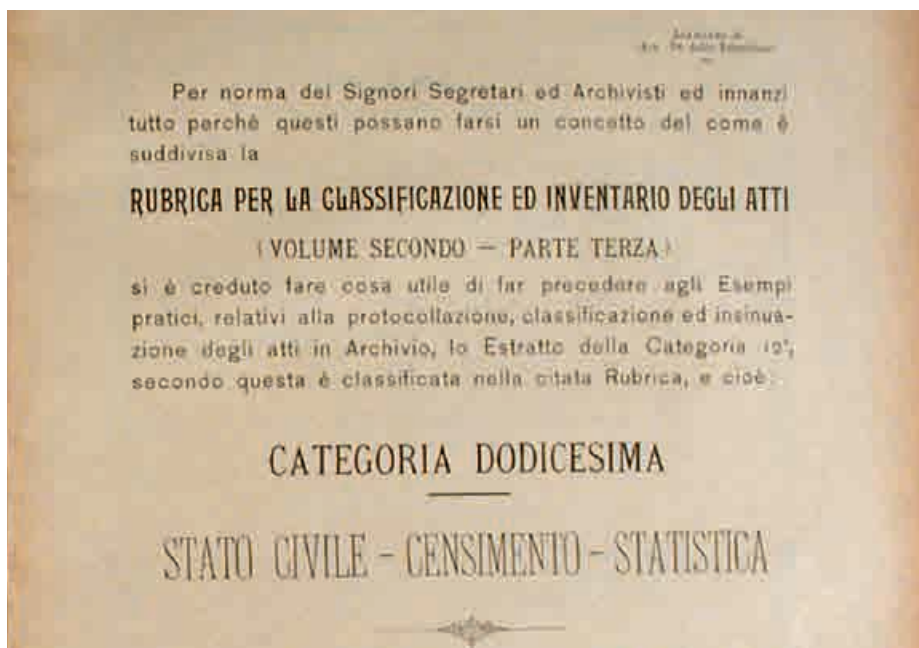 Per norma dei Signori Segretari ed Archivisti ed innanzi
tutto perchè questi possano farsi un concetto del come è
suddivisa la
RUBRICA PER LA CLASSIFICAZIONE ED INVENTARIO DEGLI ATTI
(VOLUME SECONDO — PARTE TERZA)
si è creduto fare cosa utile di far precedere agli Esempi
pratici, relativi alla protocollazione, classificazione ed insinua-
zione degli atti in Archivio, lo Estratto della Categoria 12ª,
secondo questa è classificata nella citata Rubrica, e cioè:
CATEGORIA DODICESIMA
STATO CIVILE - CENSIMENTO - STATISTICA